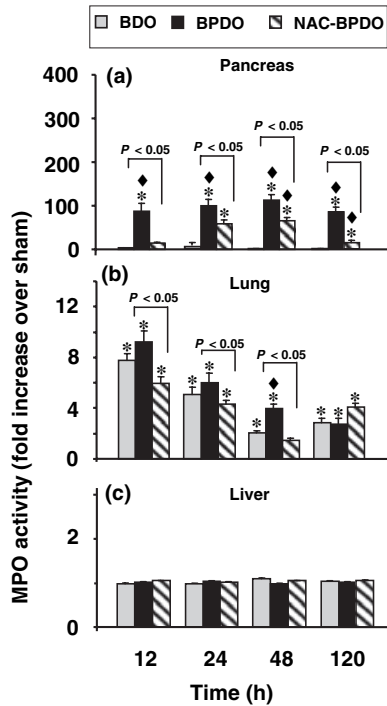 BDO BPDO NAC-BPDO
(a) Pancreas
400
300
200
100
0
P < 0.05 P < 0.05 P < 0.05 P < 0.05
♦ ♦ ♦ ♦ ♦ ♦
* * * * * * *
(b) Lung
12
8
4
0
P < 0.05 P < 0.05 P < 0.05
♦
* * * * * * * * * * *
(c) Liver
2
1
0
12 24 48 120
Time (h)
MPO activity (fold increase over sham)